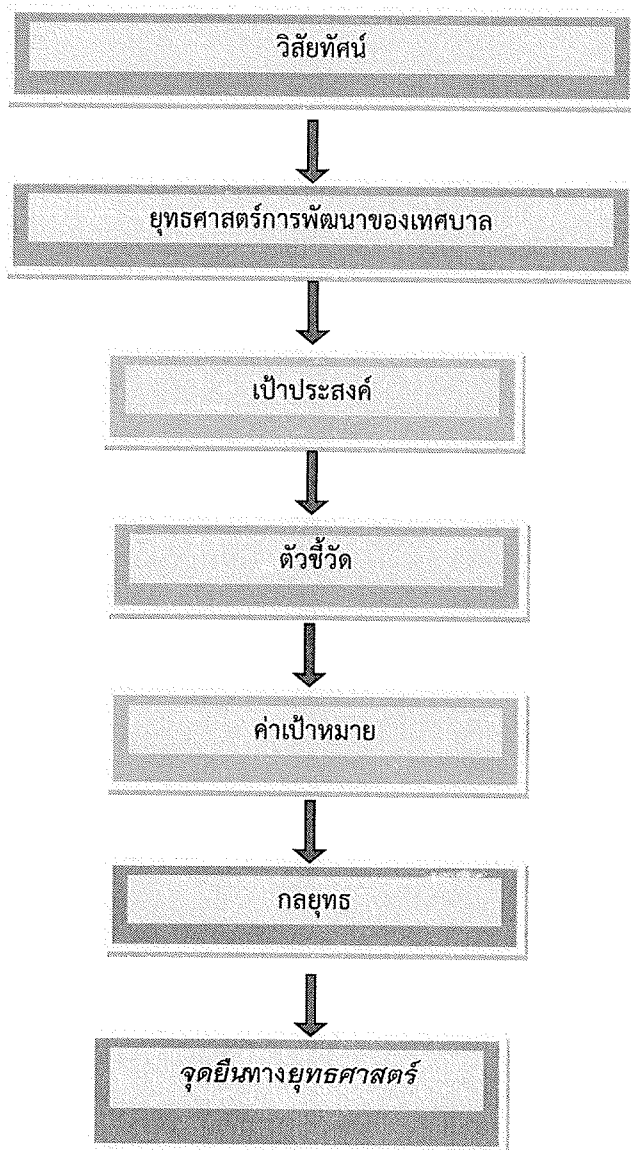 วิสัยทัศน์
ยุทธศาสตร์การพัฒนาของเทศบาล
เป้าประสงค์
ตัวชี้วัด
ค่าเป้าหมาย
กลยุทธ
จุดยืนทางยุทธศาสตร์